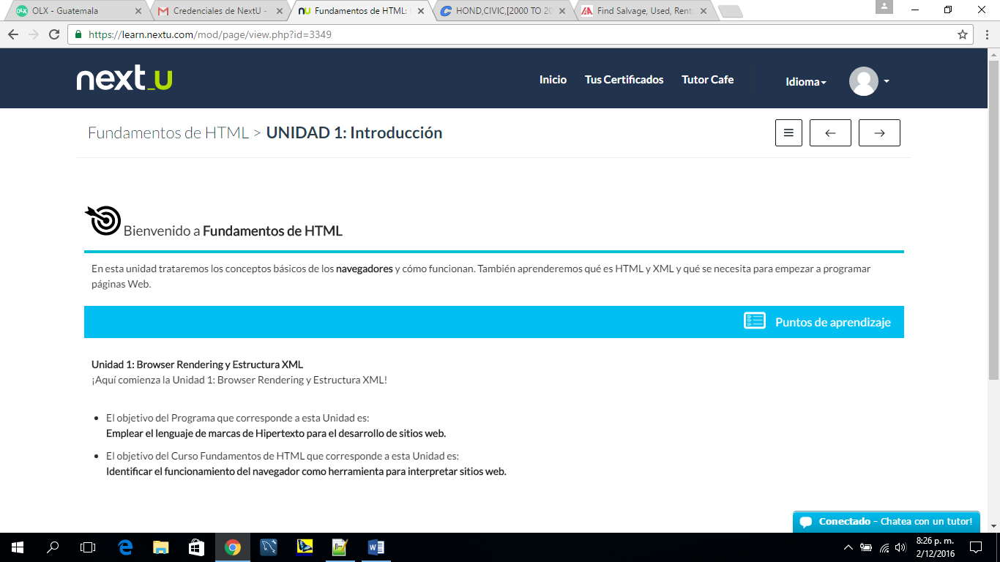 OLX - Guatemala
Credenciales de NextU -
Fundamentos de HTML:
HOND,CIVIC,[2000 TO 20
Find Salvage, Used, Rent
https://learn.nextu.com/mod/page/view.php?id=3349
next_u
Inicio Tus Certificados Tutor Cafe Idioma
Fundamentos de HTML > UNIDAD 1: Introducción
Bienvenido a Fundamentos de HTML
En esta unidad trataremos los conceptos básicos de los navegadores y cómo funcionan. También aprenderemos qué es HTML y XML y qué se necesita para empezar a programar
páginas Web.
Puntos de aprendizaje
Unidad 1: Browser Rendering y Estructura XML
¡Aquí comienza la Unidad 1: Browser Rendering y Estructura XML!
• El objetivo del Programa que corresponde a esta Unidad es:
Emplear el lenguaje de marcas de Hipertexto para el desarrollo de sitios web.
• El objetivo del Curso Fundamentos de HTML que corresponde a esta Unidad es:
Identificar el funcionamiento del navegador como herramienta para interpretar sitios web.
Conectado - Chatea con un tutor!
8:26 p. m.
2/12/2016